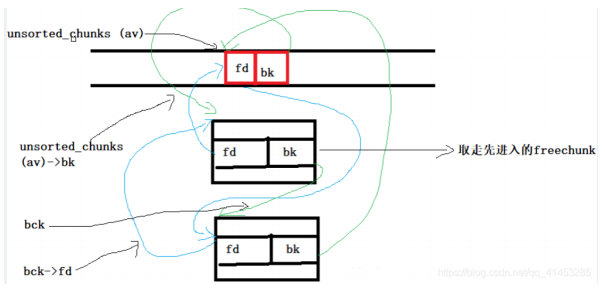 unsorted_chunks (av)
fd bk
unsorted_chunks
(av)->bk
fd bk
取走先进入的freechunk
bck
fd bk
bck->fd
https://blog.csdn.net/qq_41453285